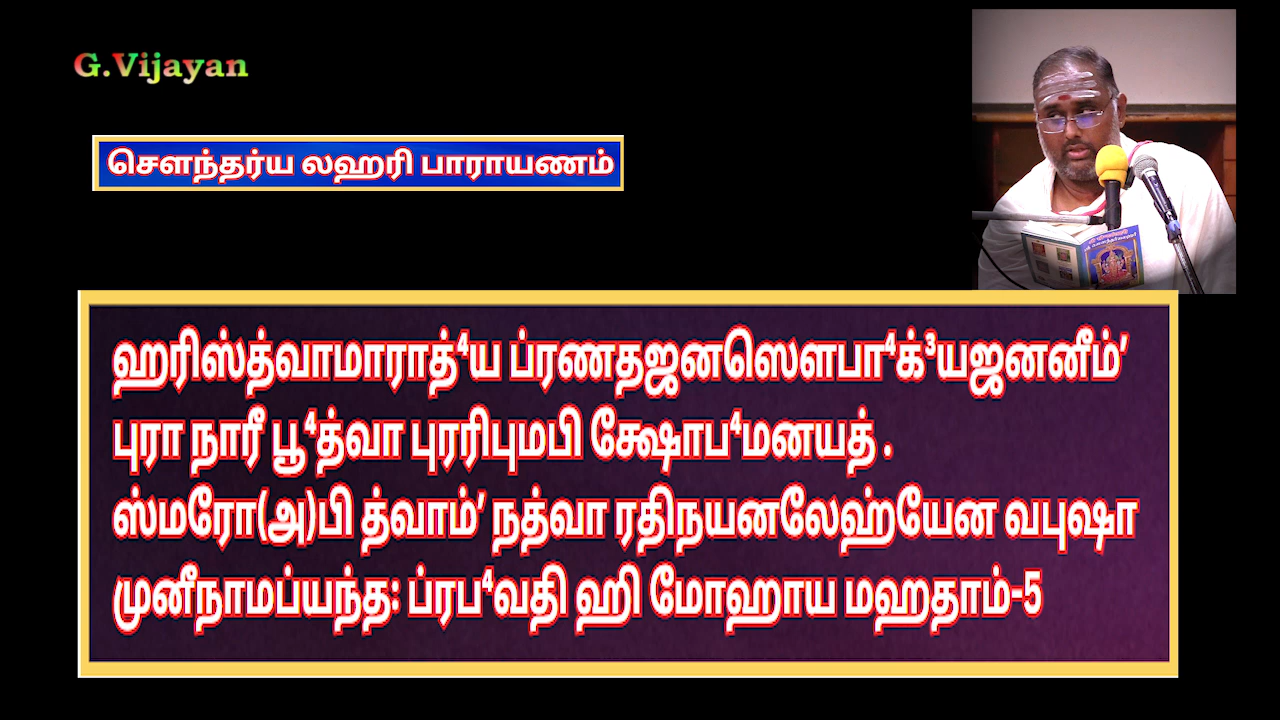 G.Vijayan
சௌந்தர்ய லஹரி பாராயணம்
ஹரிஸ்த்வாமாராத்⁴ய ப்ரணதஜனஸௌபா⁴க்³யஜனனீம்ʼ
புரா நாரீ பூ⁴த்வா புரரிபுமபி க்ஷோப⁴மனயத் .
ஸ்மரோ(அ)பி த்வாம்ʼ நத்வா ரதிநயனலேஹ்யேன வபுஷா
முனீநாமப்யந்த: ப்ரப⁴வதி ஹி மோஹாய மஹதாம்-5